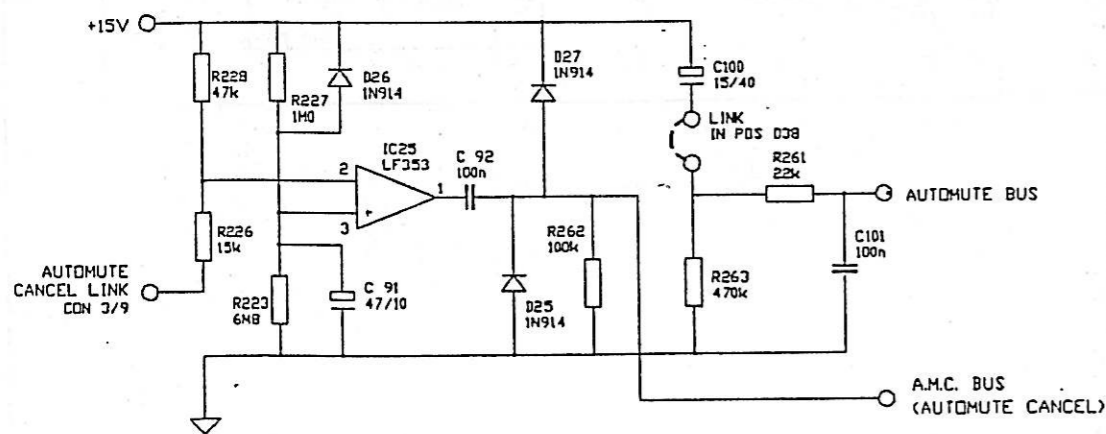 +15V
R228
47k
R227
1M0
D26
1N914
D27
1N914
C100
15/40
LINK
IN POS D38
IC25
LF353
C 92
100n
R261
22k
2
1
+
3
AUTOMUTE BUS
R226
15k
R262
100k
C101
100n
AUTOMUTE
CANCEL LINK
CON 3/9
R223
6M8
C 91
47/10
D25
1N914
R263
470k
A.M.C. BUS
(AUTOMUTE CANCEL)